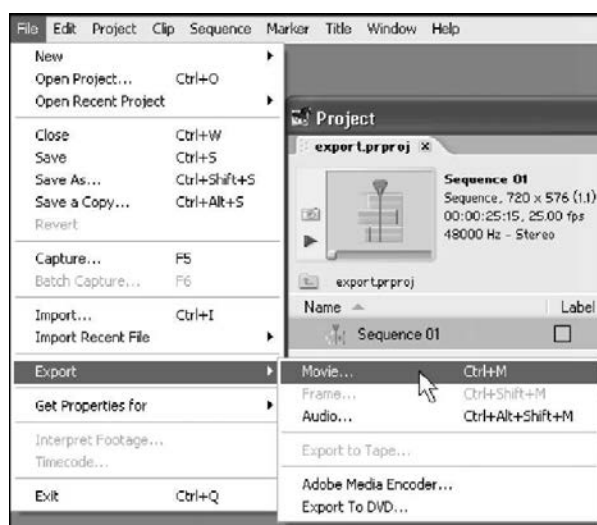 File Edit Project Clip Sequence Marker Title Window Help
New
Open Project... Ctrl+O
Open Recent Project
Close Ctrl+W
Save Ctrl+S
Save As... Ctrl+Shift+S
Save a Copy... Ctrl+Alt+S
Revert
Capture... F5
Batch Capture... F6
Import... Ctrl+I
Import Recent File
Export
Get Properties for
Interpret Footage...
Timecode...
Exit Ctrl+Q
Project
export.prproj
Sequence 01
Sequence, 720 x 576 (1.1)
00:00:25:15, 25.00 fps
48000 Hz - Stereo
export.prproj
Name Label
Sequence 01
Movie... Ctrl+M
Frame... Ctrl+Shift+M
Audio... Ctrl+Alt+Shift+M
Export to Tape...
Adobe Media Encoder...
Export To DVD...